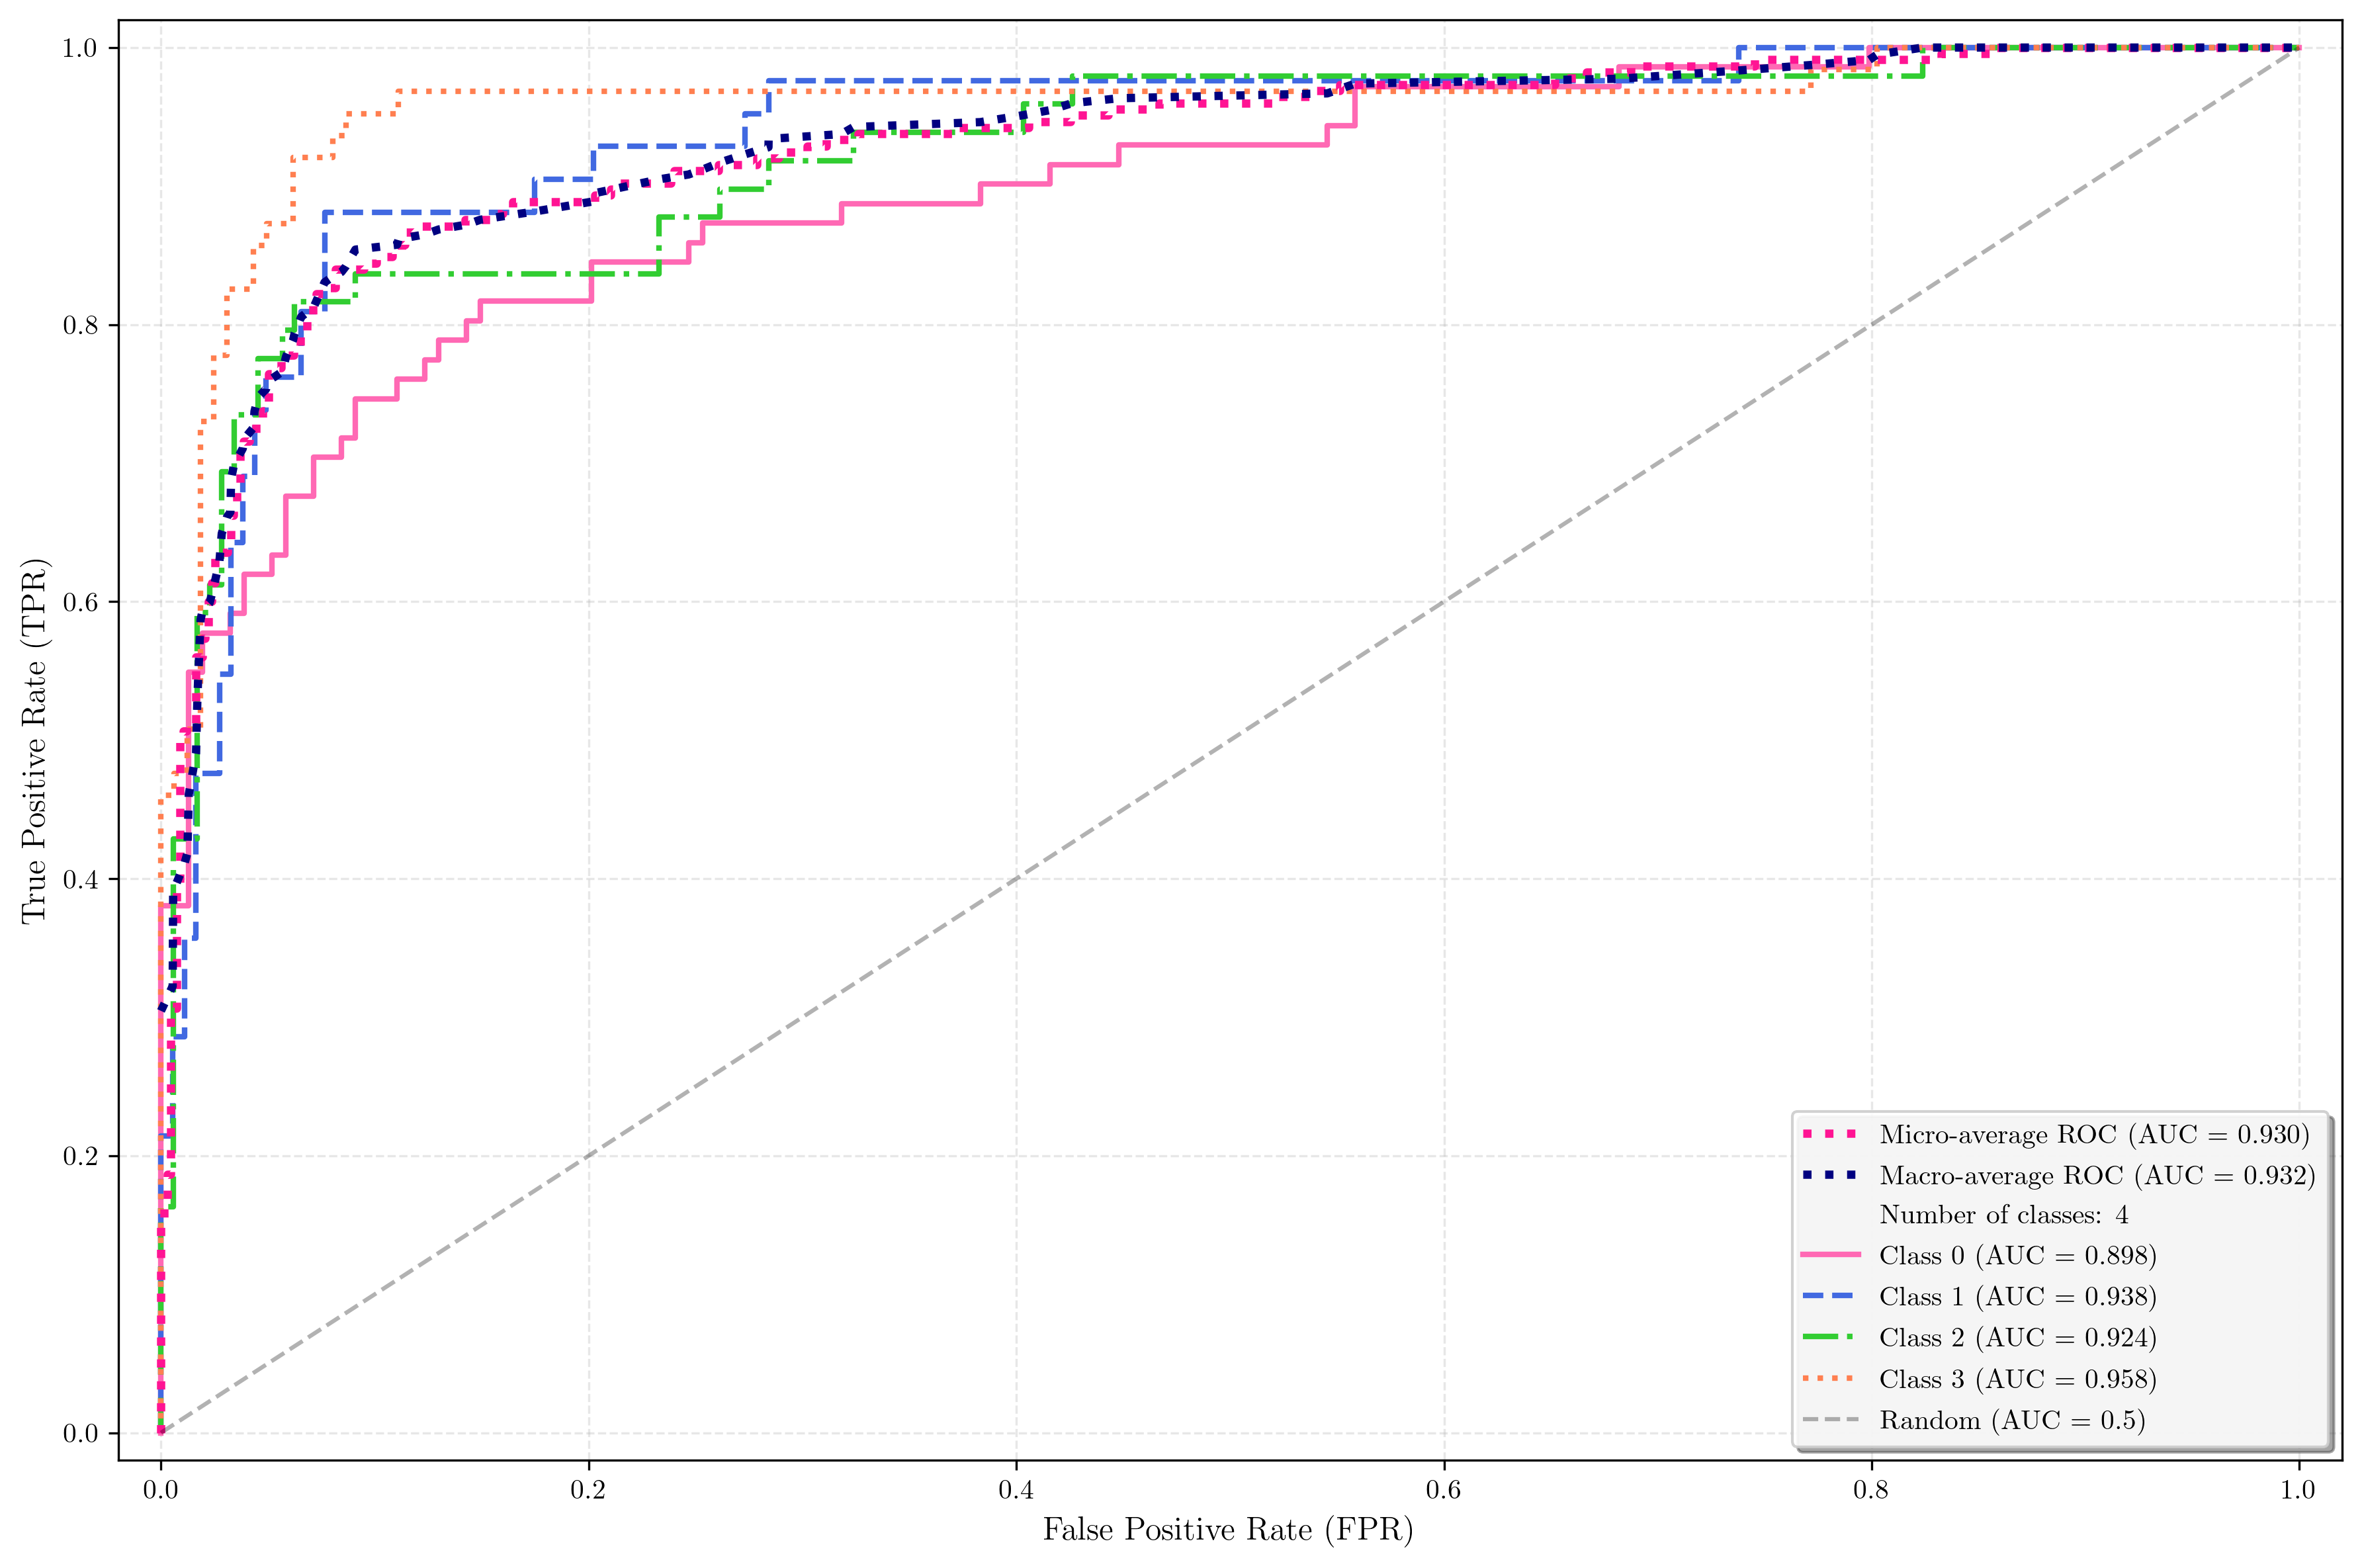 1.0
0.8
0.6
0.4
0.2
0.0
True Positive Rate (TPR)
0.0 0.2 0.4 0.6 0.8 1.0
False Positive Rate (FPR)
Micro-average ROC (AUC = 0.930)
Macro-average ROC (AUC = 0.932)
Number of classes: 4
Class 0 (AUC = 0.898)
Class 1 (AUC = 0.938)
Class 2 (AUC = 0.924)
Class 3 (AUC = 0.958)
Random (AUC = 0.5)